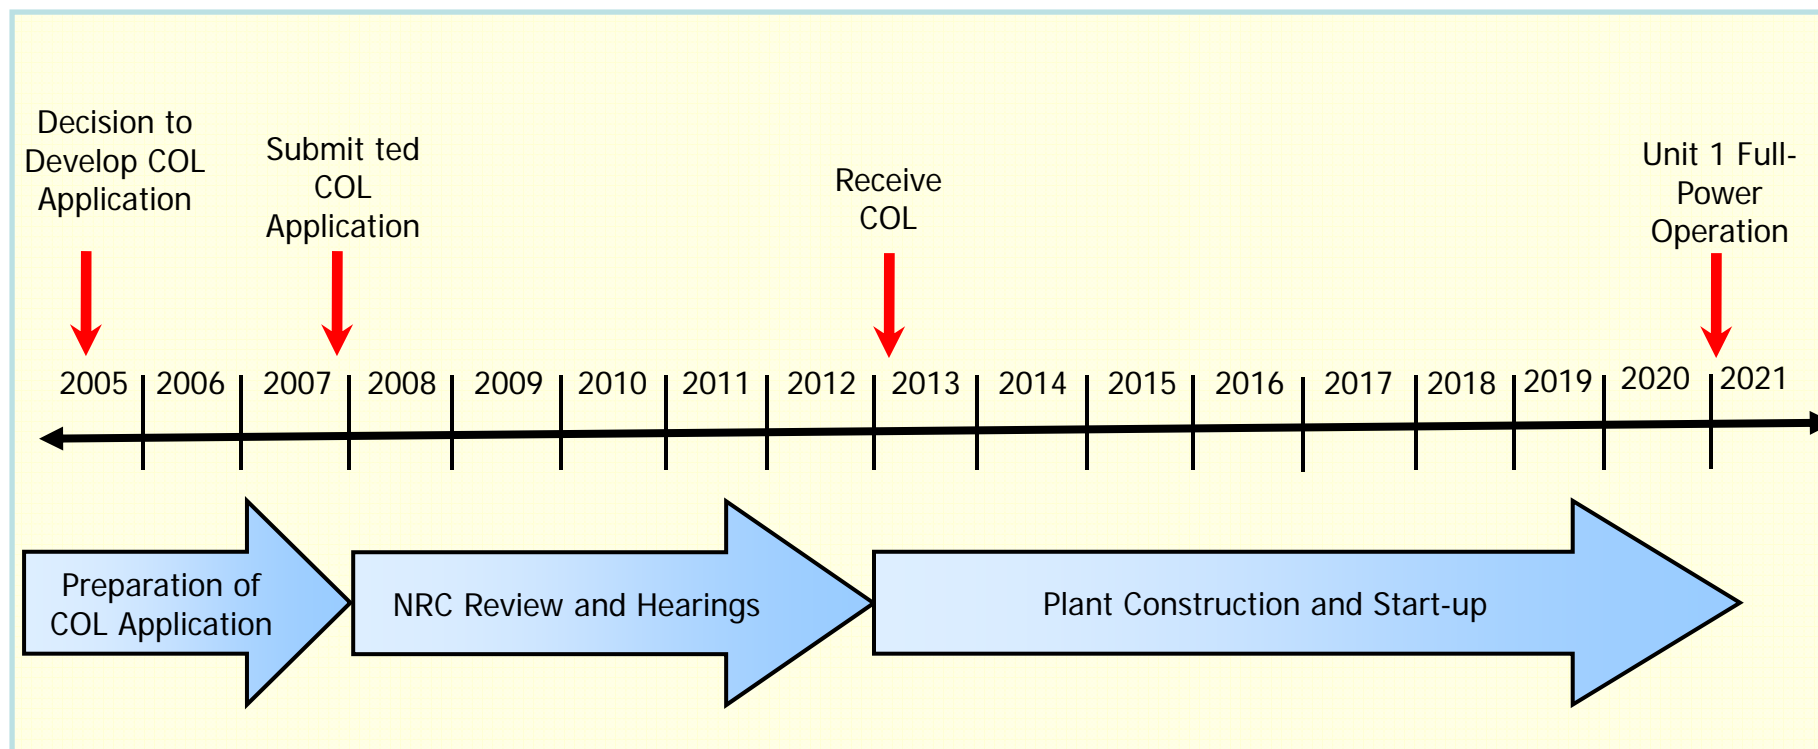 Decision to
Develop COL
Application
Submit ted
COL
Application
Receive
COL
Unit 1 Full-
Power
Operation
2005 2006 2007 2008 2009 2010 2011 2012 2013 2014 2015 2016 2017 2018 2019 2020 2021
Preparation of
COL Application
NRC Review and Hearings
Plant Construction and Start-up